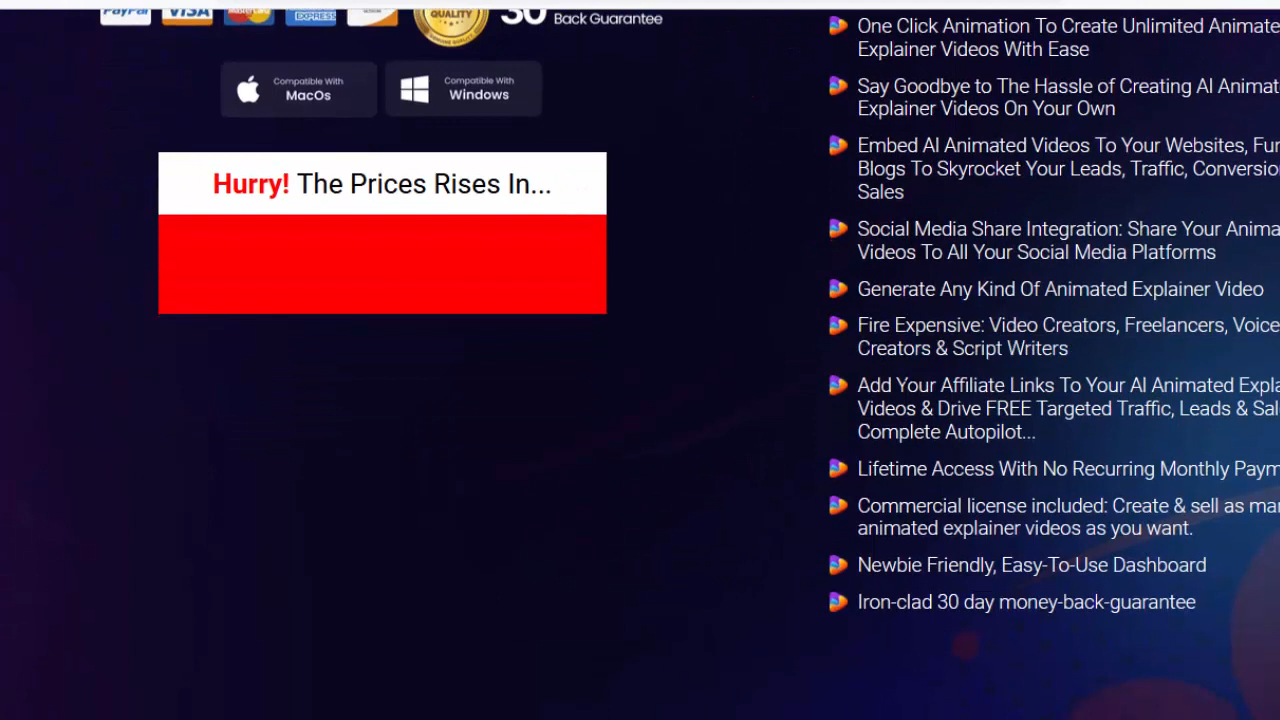 PayPal VISA MasterCard EXPRESS
QUALITY
30 Back Guarantee
Compatible With
MacOs
Compatible With
Windows
Hurry! The Prices Rises In...
One Click Animation To Create Unlimited Animate
Explainer Videos With Ease
Say Goodbye to The Hassle of Creating AI Animat
Explainer Videos On Your Own
Embed AI Animated Videos To Your Websites, Fun
Blogs To Skyrocket Your Leads, Traffic, Conversio
Sales
Social Media Share Integration: Share Your Anima
Videos To All Your Social Media Platforms
Generate Any Kind Of Animated Explainer Video
Fire Expensive: Video Creators, Freelancers, Voice
Creators & Script Writers
Add Your Affiliate Links To Your AI Animated Expla
Videos & Drive FREE Targeted Traffic, Leads & Sal
Complete Autopilot...
Lifetime Access With No Recurring Monthly Paym
Commercial license included: Create & sell as ma
animated explainer videos as you want.
Newbie Friendly, Easy-To-Use Dashboard
Iron-clad 30 day money-back-guarantee